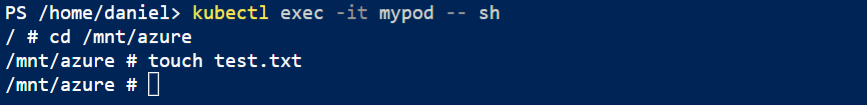 PS /home/daniel> kubectl exec -it mypod -- sh
/ # cd /mnt/azure
/mnt/azure # touch test.txt
/mnt/azure #